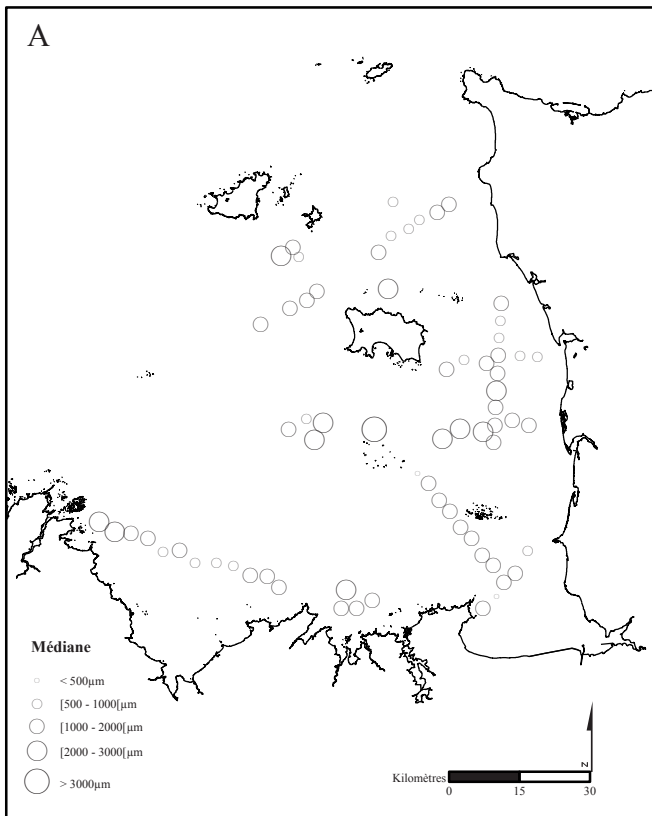 A
Médiane
< 500µm
[500 - 1000[µm
[1000 - 2000[µm
[2000 - 3000[µm
> 3000µm
N
Kilomètres
0 15 30